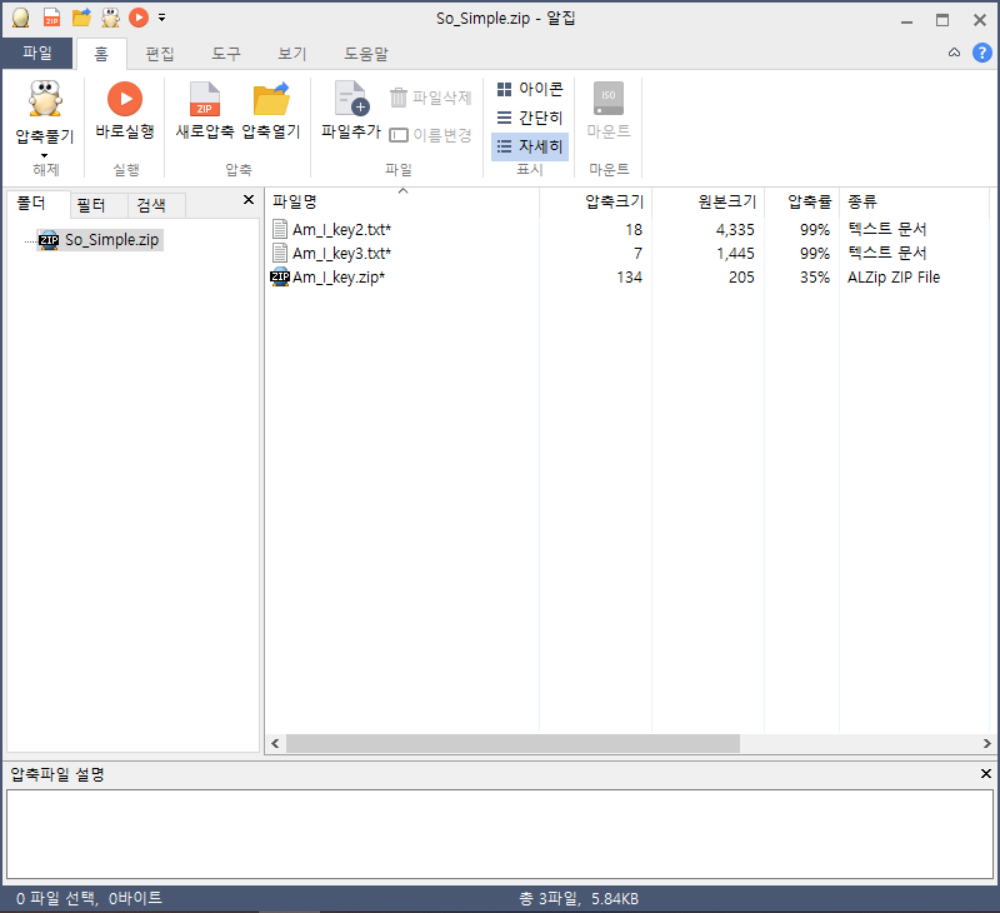 ZIP
So_Simple.zip - 알집
파일 홈 편집 도구 보기 도움말 ?
압축풀기 바로실행 ZIP 새로압축 압축열기 파일추가 파일삭제 이름변경 아이콘 간단히 자세히 ISO 마운트
해제 실행 압축 파일 표시 마운트
폴더 필터 검색
ZIP So_Simple.zip
파일명 압축크기 원본크기 압축률 종류
Am_I_key2.txt* 18 4,335 99% 텍스트 문서
Am_I_key3.txt* 7 1,445 99% 텍스트 문서
ZIP Am_I_key.zip* 134 205 35% ALZip ZIP File
압축파일 설명
0 파일 선택, 0바이트 총 3파일, 5.84KB